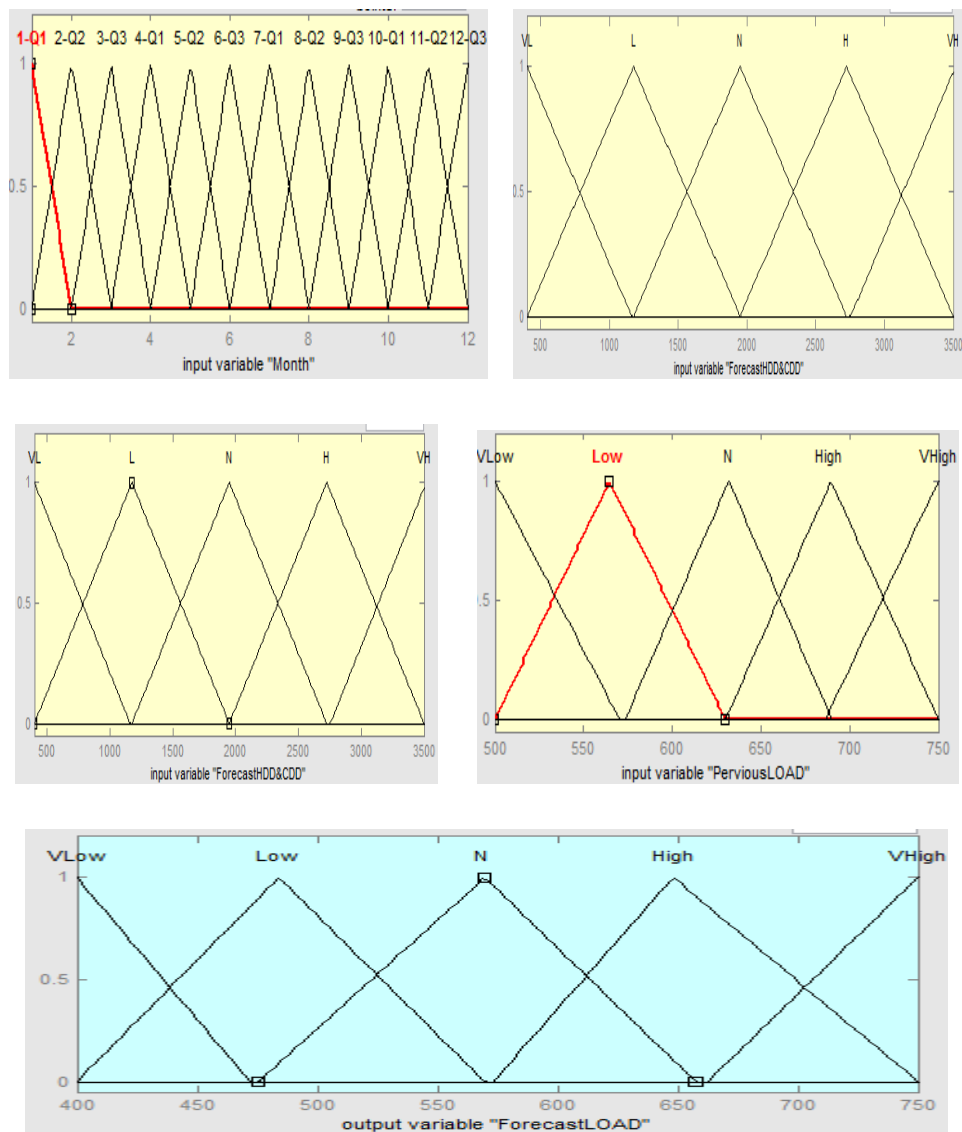 1-Q1 2-Q2 3-Q3 4-Q1 5-Q2 6-Q3 7-Q1 8-Q2 9-Q3 10-Q1 11-Q2 12-Q3
1
0.5
0
2 4 6 8 10 12
input variable "Month"
VL L N H VH
1
0.5
0
500 1000 1500 2000 2500 3000 3500
input variable "ForecastHDD&CDD"
VL L N H VH
1
0.5
0
500 1000 1500 2000 2500 3000 3500
input variable "ForecastHDD&CDD"
VLow Low N High VHigh
1
.5
0
500 550 600 650 700 750
input variable "PerviousLOAD"
VLow Low N High VHigh
1
0.5
0
400 450 500 550 600 650 700 750
output variable "ForecastLOAD"